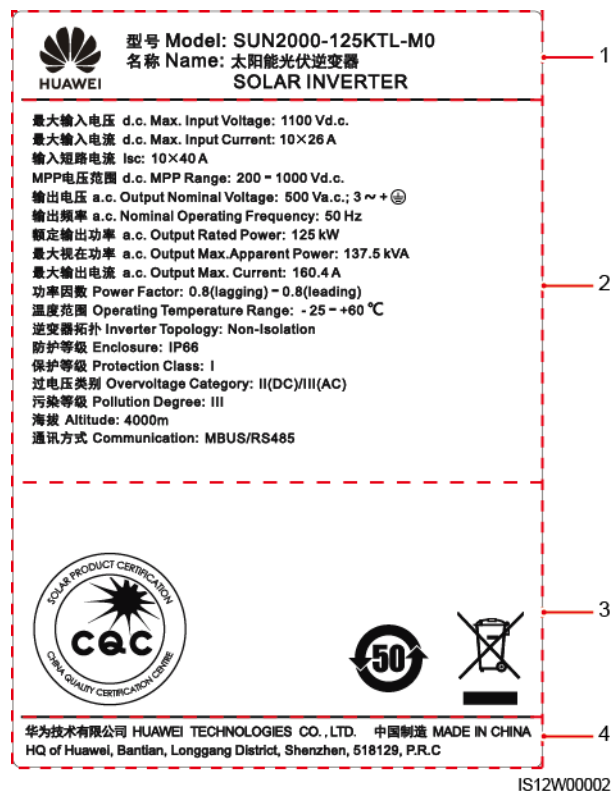 型号 Model: SUN2000-125KTL-M0
名称 Name: 太阳能光伏逆变器
SOLAR INVERTER
HUAWEI
1
最大输入电压 d.c. Max. Input Voltage: 1100 Vd.c.
最大输入电流 d.c. Max. Input Current: 10×26 A
输入短路电流 Isc: 10×40 A
MPP电压范围 d.c. MPP Range: 200 - 1000 Vd.c.
输出电压 a.c. Output Nominal Voltage: 500 Va.c.; 3 ~ + ⏚
输出频率 a.c. Nominal Operating Frequency: 50 Hz
额定输出功率 a.c. Output Rated Power: 125 kW
最大视在功率 a.c. Output Max.Apparent Power: 137.5 kVA
最大输出电流 a.c. Output Max. Current: 160.4 A
功率因数 Power Factor: 0.8(lagging) - 0.8(leading)
温度范围 Operating Temperature Range: - 25 - +60 ℃
逆变器拓扑 Inverter Topology: Non-Isolation
防护等级 Enclosure: IP66
保护等级 Protection Class: I
过电压类别 Overvoltage Category: II(DC)/III(AC)
污染等级 Pollution Degree: III
海拔 Altitude: 4000m
通讯方式 Communication: MBUS/RS485
2
SOLAR PRODUCT CERTIFICATION
CQC
CHINA QUALITY CERTIFICATION CENTRE
50
3
华为技术有限公司 HUAWEI TECHNOLOGIES CO., LTD. 中国制造 MADE IN CHINA
HQ of Huawei, Bantian, Longgang District, Shenzhen, 518129, P.R.C
4
IS12W00002